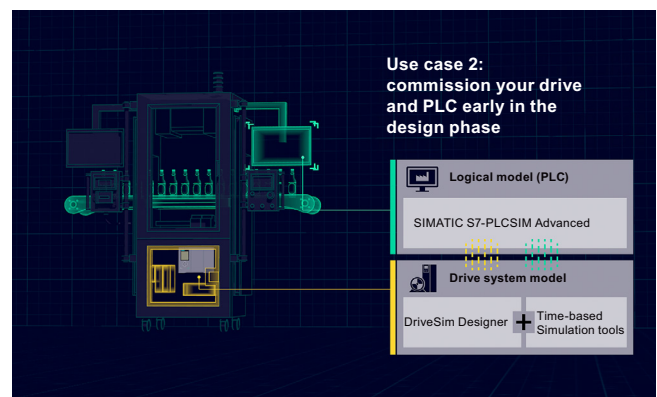 Use case 2:
commission your drive
and PLC early in the
design phase
Logical model (PLC)
SIMATIC S7-PLCSIM Advanced
Drive system model
DriveSim Designer
+
Time-based
Simulation tools